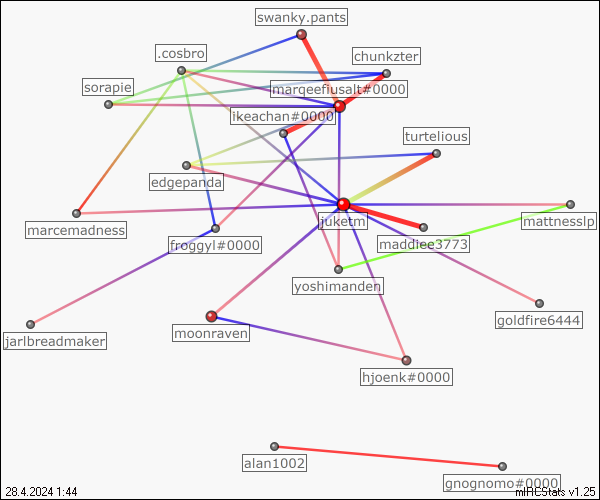 swanky.pants
.cosbro
chunkzter
sorapie
marqeefiusalt#0000
ikeachan#0000
turtelious
edgepanda
marcemadness
juketm
mattnesslp
froggyl#0000
maddiee3773
yoshimanden
jarlbreadmaker
moonraven
goldfire6444
hjoenk#0000
alan1002
gnognomo#0000
28.4.2024 1:44
mIRCStats v1.25